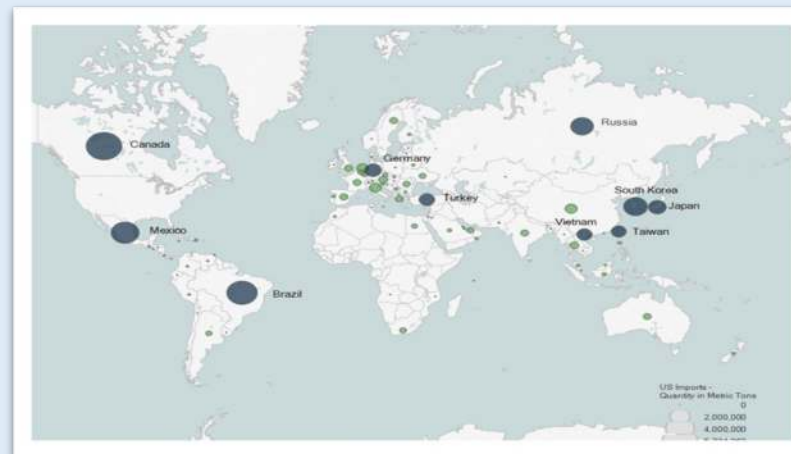 Canada
Russia
Germany
Turkey
South Korea
Japan
Vietnam
Taiwan
Mexico
Brazil
US Imports -
Quantity in Metric Tons
0
2,000,000
4,000,000